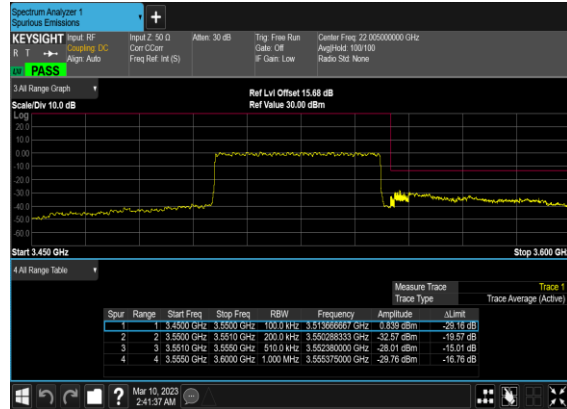 Spectrum Analyzer 1
Spurious Emissions
+
KEYSIGHT Input: RF Input Z: 50 Ω Atten: 30 dB Trig: Free Run Center Freq: 22.005000000 GHz
R T Coupling: DC Corr CCorr Gate: Off Avg|Hold: 100/100
Align: Auto Freq Ref: Int (S) IF Gain: Low Radio Std: None
PASS
3 All Range Graph
Ref Lvl Offset 15.68 dB
Scale/Div 10.0 dB Ref Value 30.00 dBm
Log
20.0
10.0
0.00
-10.0
-20.0
-30.0
-40.0
-50.0
-60.0
Start 3.450 GHz Stop 3.600 GH
4 All Range Table
Measure Trace Trace 1
Trace Type Trace Average (Active)
Spur Range Start Freq Stop Freq RBW Frequency Amplitude ΔLimit
1 1 3.4500 GHz 3.5500 GHz 100.0 kHz 3.513666667 GHz 0.839 dBm -29.16 dB
2 2 3.5500 GHz 3.5510 GHz 200.0 kHz 3.550288333 GHz -32.57 dBm -19.57 dB
3 3 3.5510 GHz 3.5550 GHz 510.0 kHz 3.552380000 GHz -28.01 dBm -15.01 dB
4 4 3.5550 GHz 3.6000 GHz 1.000 MHz 3.555375000 GHz -29.76 dBm -16.76 dB
? Mar 10, 2023
2:41:37 AM